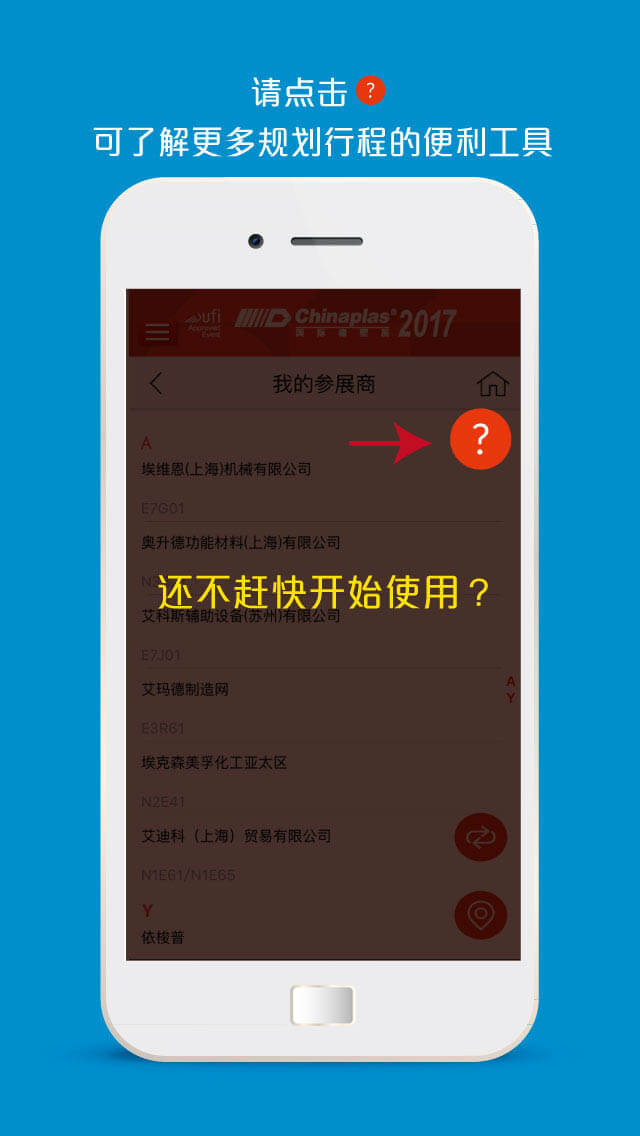 请点击 ?
可了解更多规划行程的便利工具
ufi
Approved
Event
Chinaplas®
国际橡塑展
2017
我的参展商
?
A
埃维恩(上海)机械有限公司
E7G01
奥升德功能材料(上海)有限公司
还不赶快开始使用？
艾科斯辅助设备(苏州)有限公司
E7J01
A
Y
艾玛德制造网
E3R61
埃克森美孚化工亚太区
N2E41
艾迪科（上海）贸易有限公司
N1E61/N1E65
Y
依梭普